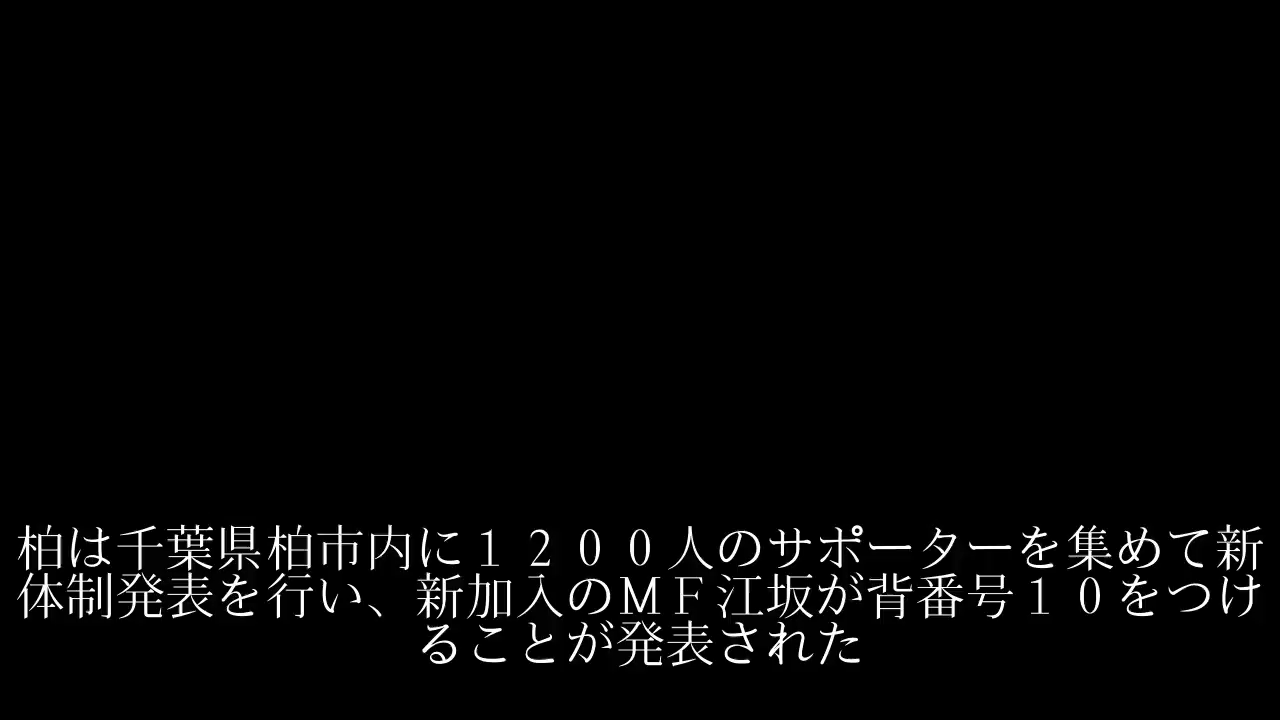 柏は千葉県柏市内に１２００人のサポーターを集めて新
体制発表を行い、新加入のＭＦ江坂が背番号１０をつけ
ることが発表された